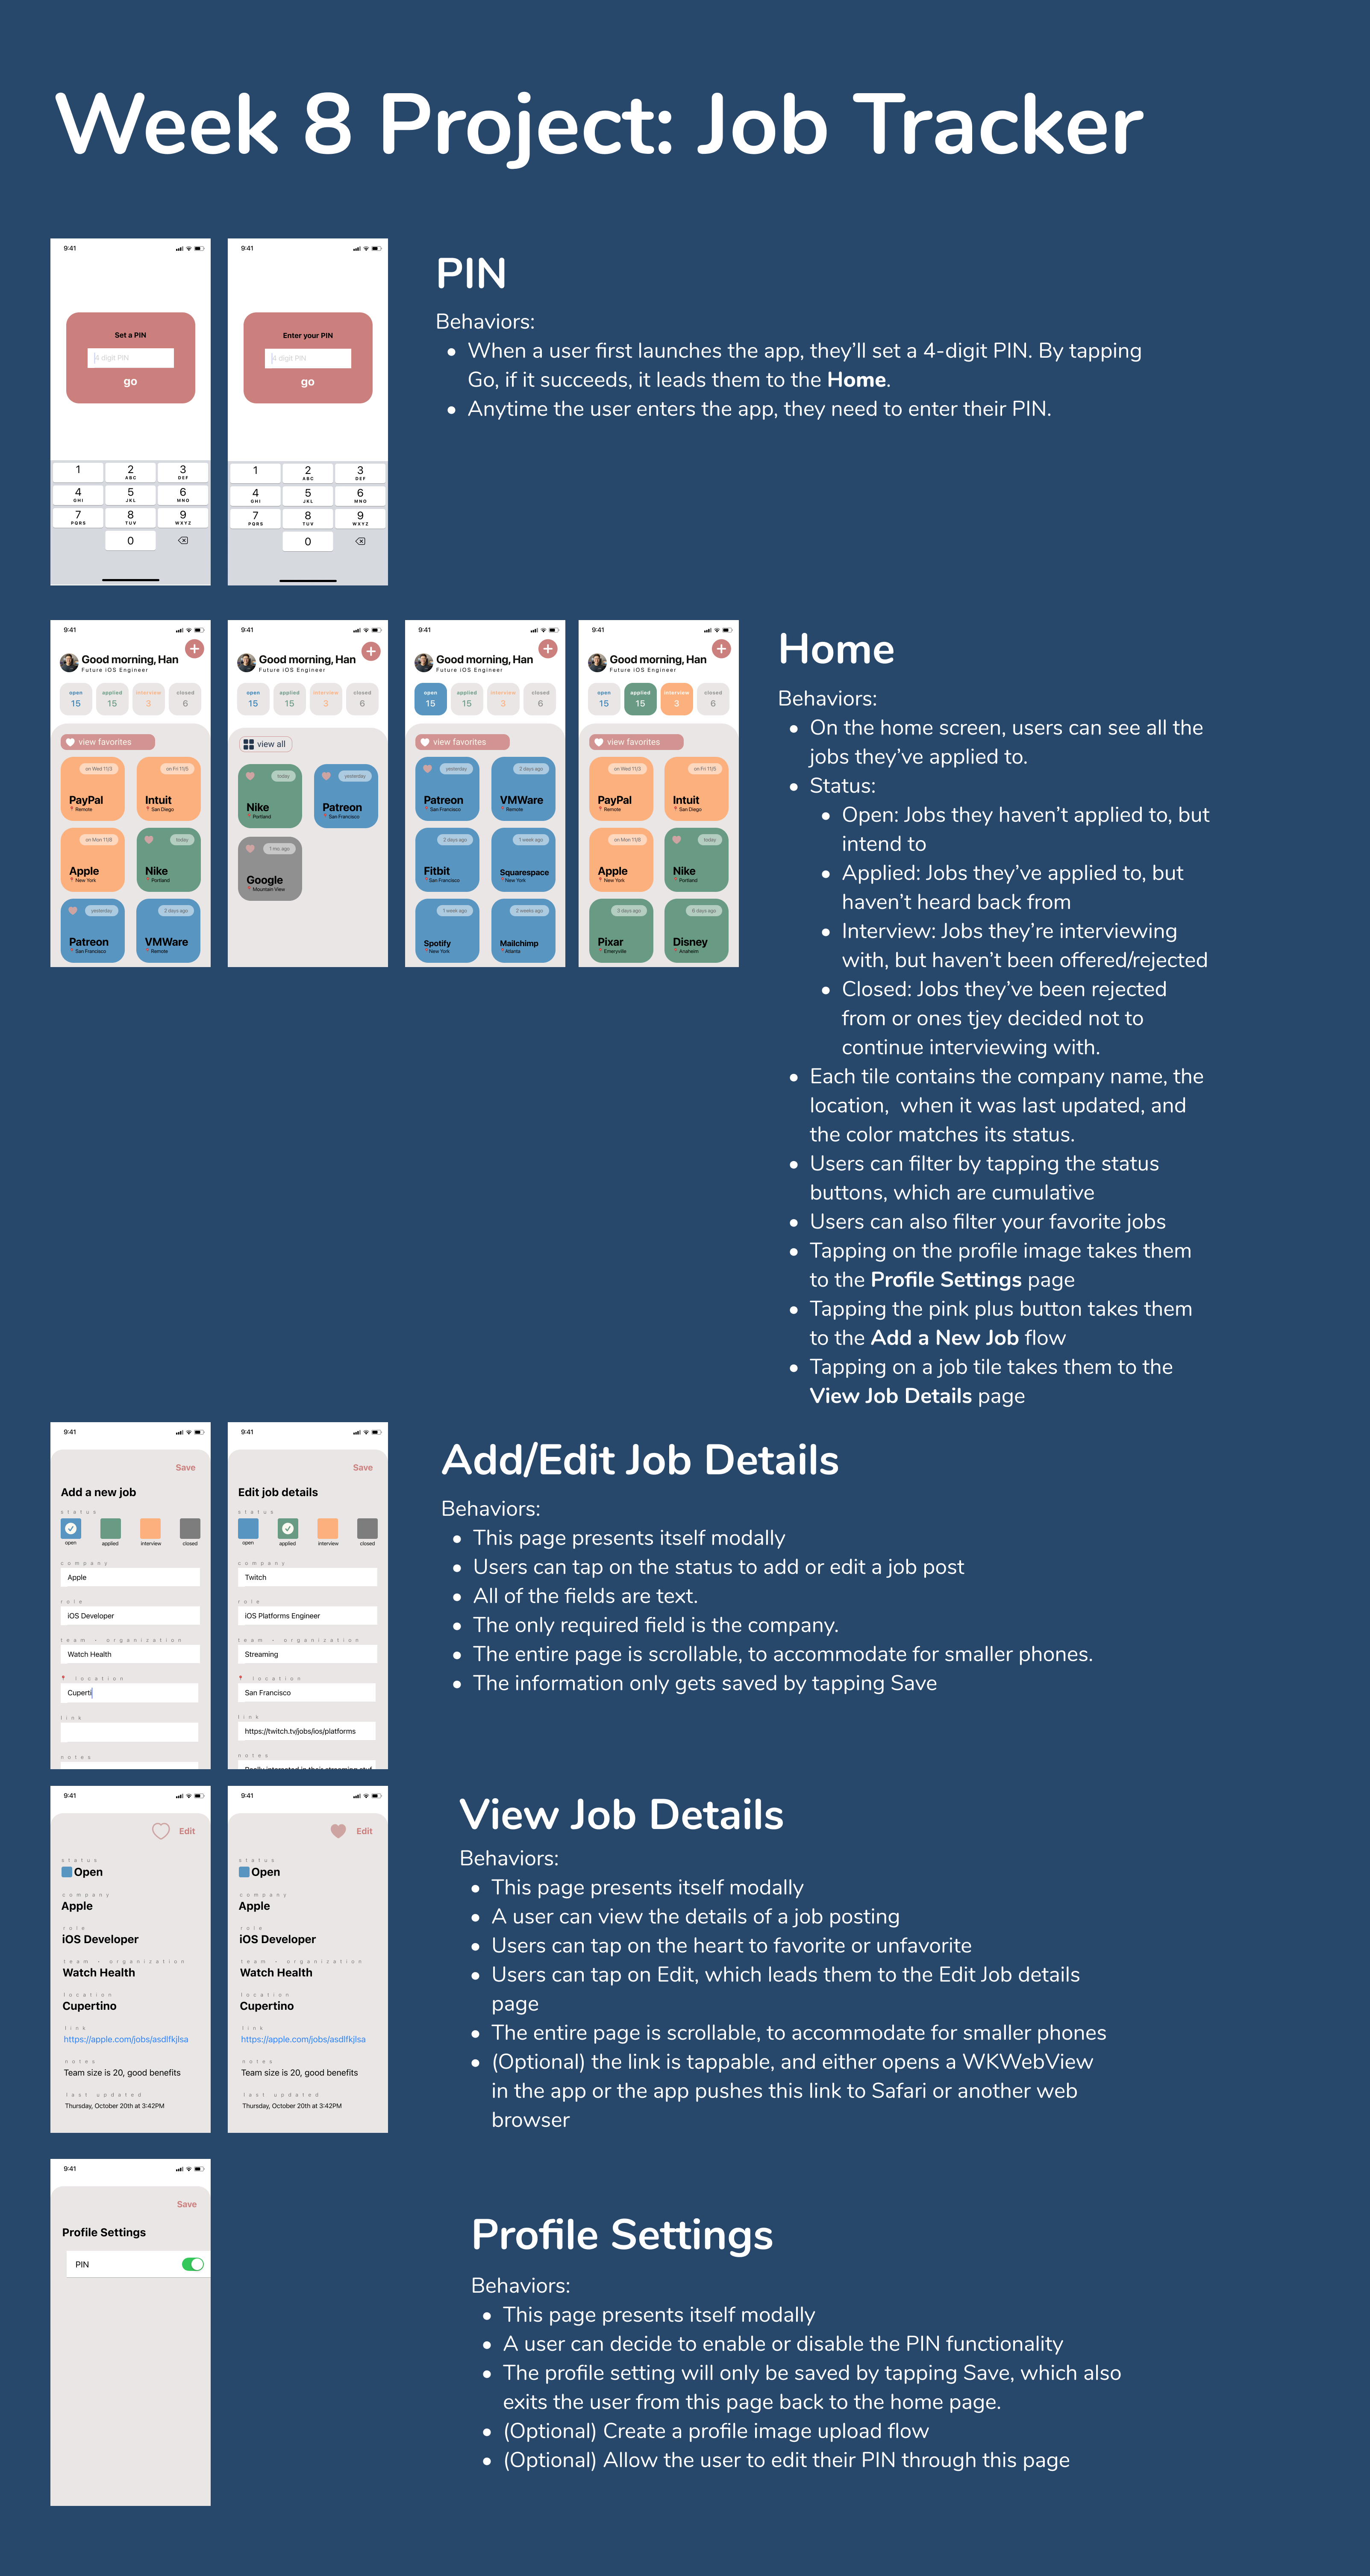 Week 8 Project: Job Tracker
9:41
Set a PIN
4 digit PIN
go
1
2
ABC
3
DEF
4
GHI
5
JKL
6
MNO
7
PQRS
8
TUV
9
WXYZ
0
9:41
Enter your PIN
4 digit PIN
go
1
2
ABC
3
DEF
4
GHI
5
JKL
6
MNO
7
PQRS
8
TUV
9
WXYZ
0
PIN
Behaviors:
• When a user first launches the app, they’ll set a 4-digit PIN. By tapping
Go, if it succeeds, it leads them to the Home.
• Anytime the user enters the app, they need to enter their PIN.
9:41
Good morning, Han
Future iOS Engineer
open applied interview closed
15 15 3 6
view favorites
on Wed 11/3 on Fri 11/5
PayPal Intuit
Remote San Diego
on Mon 11/8 today
Apple Nike
New York Portland
yesterday 2 days ago
Patreon VMWare
San Francisco Remote
9:41
Good morning, Han
Future iOS Engineer
open applied interview closed
15 15 3 6
view all
today yesterday
Nike Patreon
Portland San Francisco
1 mo ago
Google
Mountain View
9:41
Good morning, Han
Future iOS Engineer
open applied interview closed
15 15 3 6
view favorites
yesterday 2 days ago
Patreon VMWare
San Francisco Remote
2 days ago 1 week ago
Fitbit Squarespace
San Francisco New York
1 week ago 2 weeks ago
Spotify Mailchimp
New York Atlanta
9:41
Good morning, Han
Future iOS Engineer
open applied interview closed
15 15 3 6
view favorites
on Wed 11/3 on Fri 11/5
PayPal Intuit
Remote San Diego
on Mon 11/8 today
Apple Nike
New York Portland
3 days ago 6 days ago
Pixar Disney
Emeryville Anaheim
Home
Behaviors:
• On the home screen, users can see all the
jobs they’ve applied to.
• Status:
• Open: Jobs they haven’t applied to, but
intend to
• Applied: Jobs they’ve applied to, but
haven’t heard back from
• Interview: Jobs they’re interviewing
with, but haven’t been offered/rejected
• Closed: Jobs they’ve been rejected
from or ones tjey decided not to
continue interviewing with.
• Each tile contains the company name, the
location, when it was last updated, and
the color matches its status.
• Users can filter by tapping the status
buttons, which are cumulative
• Users can also filter your favorite jobs
• Tapping on the profile image takes them
to the Profile Settings page
• Tapping the pink plus button takes them
to the Add a New Job flow
• Tapping on a job tile takes them to the
View Job Details page
9:41
Save
Add a new job
status
open applied interview closed
company
Apple
role
iOS Developer
team - organization
Watch Health
location
Cuperti
link
notes
9:41
Save
Edit job details
status
open applied interview closed
company
Twitch
role
iOS Platforms Engineer
team - organization
Streaming
location
San Francisco
link
https://twitch.tv/jobs/ios/platforms
notes
Really interested in their streaming stuf
Add/Edit Job Details
Behaviors:
• This page presents itself modally
• Users can tap on the status to add or edit a job post
• All of the fields are text.
• The only required field is the company.
• The entire page is scrollable, to accommodate for smaller phones.
• The information only gets saved by tapping Save
9:41
Edit
status
Open
company
Apple
role
iOS Developer
team - organization
Watch Health
location
Cupertino
link
https://apple.com/jobs/asdlfkjlsa
notes
Team size is 20, good benefits
last updated
Thursday, October 20th at 3:42PM
9:41
Edit
status
Open
company
Apple
role
iOS Developer
team - organization
Watch Health
location
Cupertino
link
https://apple.com/jobs/asdlfkjlsa
notes
Team size is 20, good benefits
last updated
Thursday, October 20th at 3:42PM
View Job Details
Behaviors:
• This page presents itself modally
• A user can view the details of a job posting
• Users can tap on the heart to favorite or unfavorite
• Users can tap on Edit, which leads them to the Edit Job details
page
• The entire page is scrollable, to accommodate for smaller phones
• (Optional) the link is tappable, and either opens a WKWebView
in the app or the app pushes this link to Safari or another web
browser
9:41
Save
Profile Settings
PIN
Profile Settings
Behaviors:
• This page presents itself modally
• A user can decide to enable or disable the PIN functionality
• The profile setting will only be saved by tapping Save, which also
exits the user from this page back to the home page.
• (Optional) Create a profile image upload flow
• (Optional) Allow the user to edit their PIN through this page